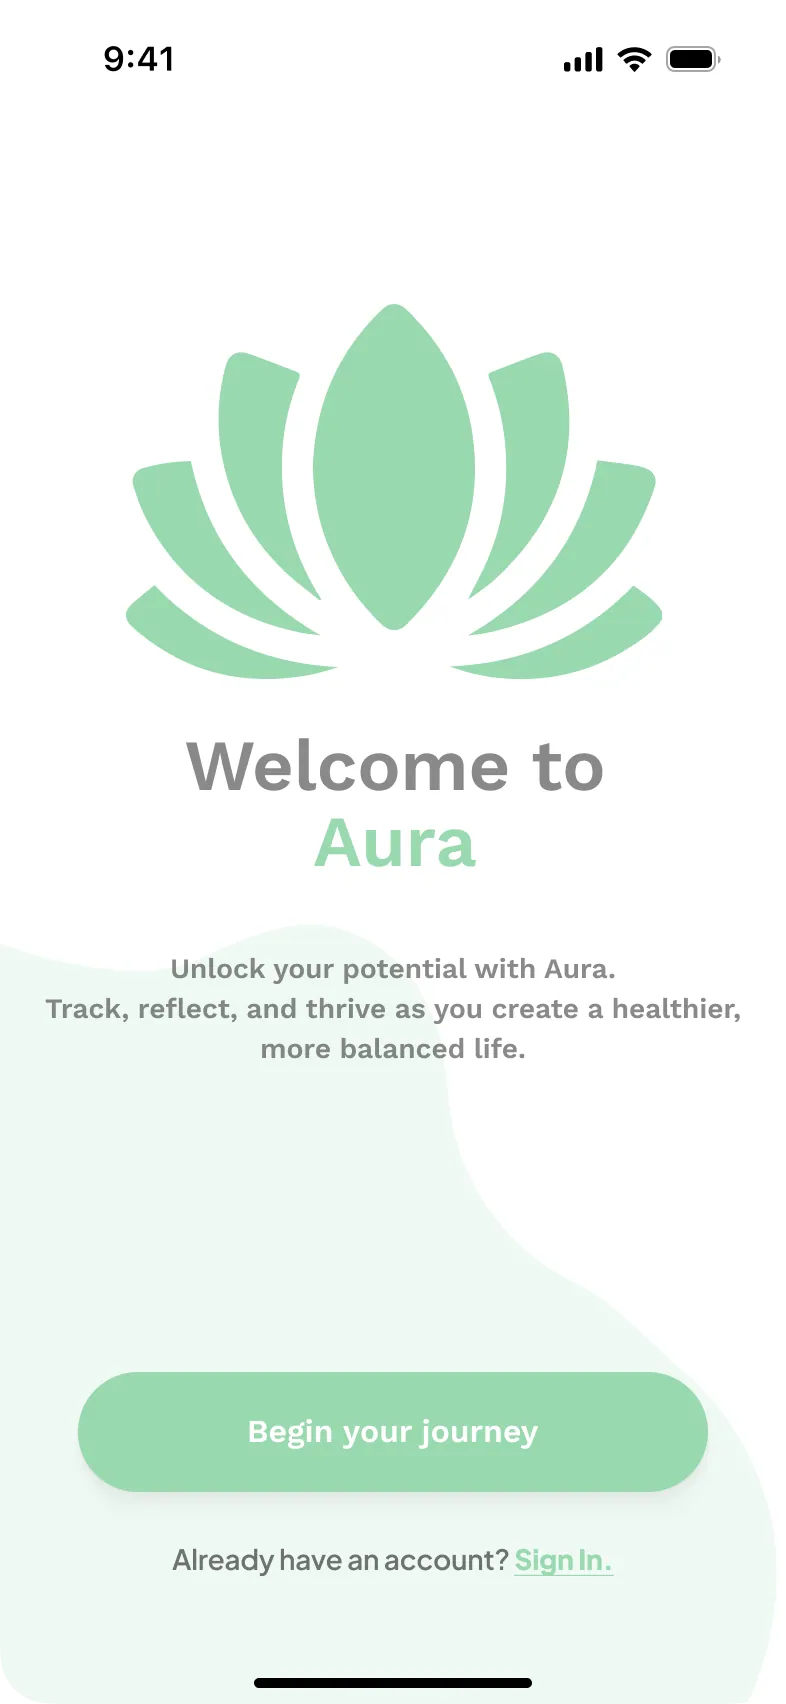 9:41
Welcome to
Aura
Unlock your potential with Aura.
Track, reflect, and thrive as you create a healthier,
more balanced life.
Begin your journey
Already have an account? Sign In.